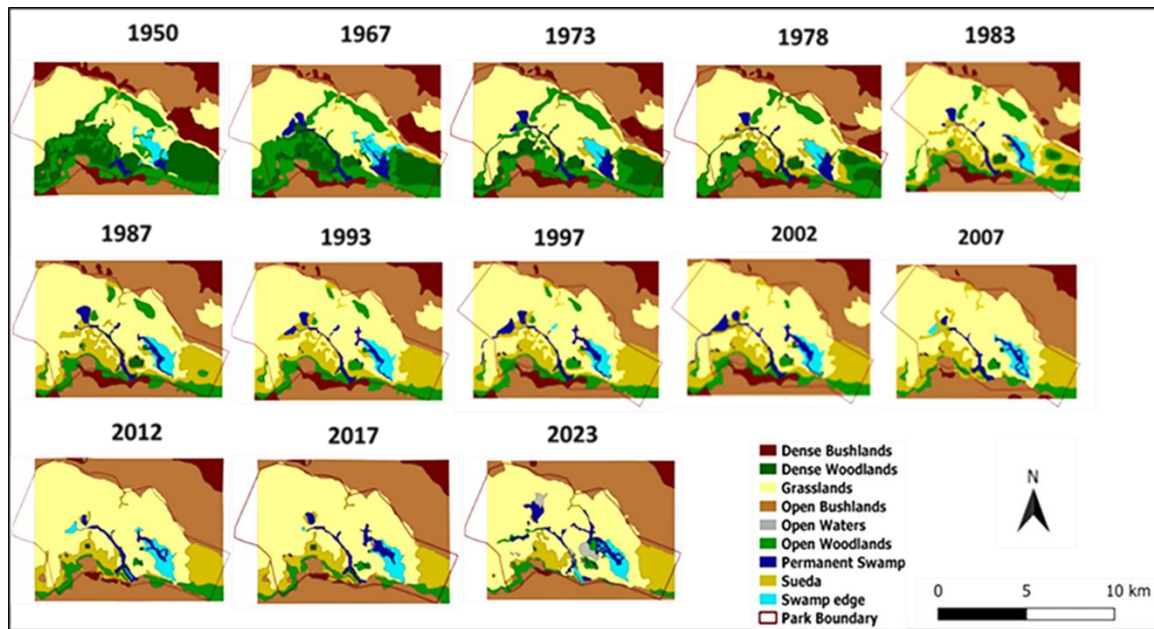 1950 1967 1973 1978 1983
1987 1993 1997 2002 2007
2012 2017 2023
Dense Bushlands
Dense Woodlands
Grasslands
Open Bushlands
Open Waters
Open Woodlands
Permanent Swamp
Sueda
Swamp edge
Park Boundary
N
0 5 10 km